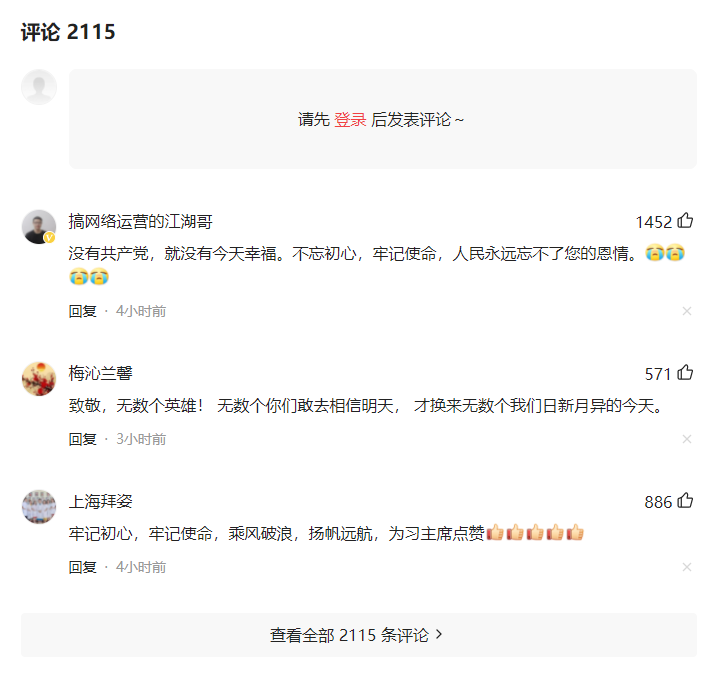 评论 2115
请先 登录 后发表评论～
搞网络运营的江湖哥
1452
没有共产党，就没有今天幸福。不忘初心，牢记使命，人民永远忘不了您的恩情。😭😭
😭😭
回复 · 4小时前
梅沁兰馨
571
致敬，无数个英雄！ 无数个你们敢去相信明天， 才换来无数个我们日新月异的今天。
回复 · 3小时前
上海拜姿
886
牢记初心，牢记使命，乘风破浪，扬帆远航，为习主席点赞👍👍👍👍👍
回复 · 4小时前
查看全部 2115 条评论 >